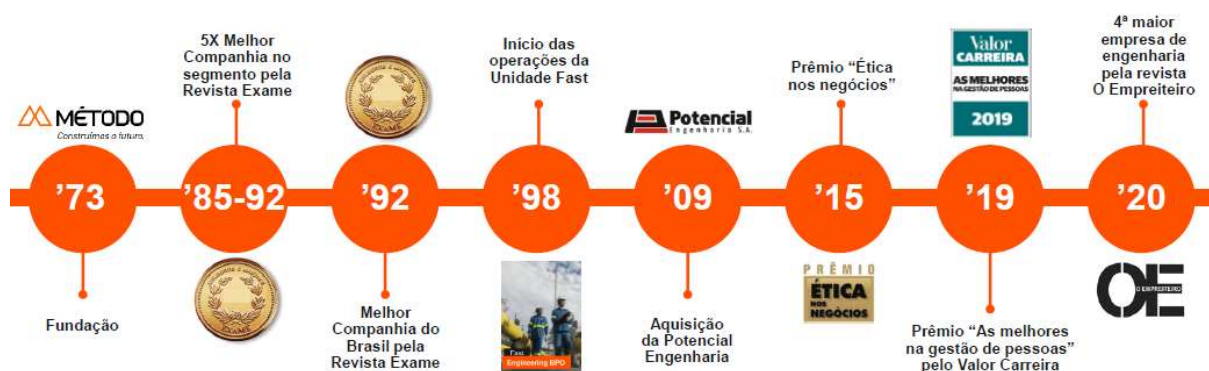 MÉTODO
Construímos o futuro.
'73
Fundação
5X Melhor
Companhia no
segmento pela
Revista Exame
'85-92
EXAME
EXAME
'92
Melhor
Companhia do
Brasil pela
Revista Exame
Início das
operações da
Unidade Fast
'98
Fast
Engineering BPO
Potencial
Engenharia S.A.
'09
Aquisição
da Potencial
Engenharia
Prêmio “Ética
nos negócios”
'15
PRÊMIO
ÉTICA
NOS
NEGÓCIOS
Valor
CARREIRA
AS MELHORES
NA GESTÃO DE PESSOAS
2019
'19
Prêmio “As melhores
na gestão de pessoas”
pelo Valor Carreira
4ª maior
empresa de
engenharia
pela revista
O Empreiteiro
'20
OE
O EMPREITEIRO